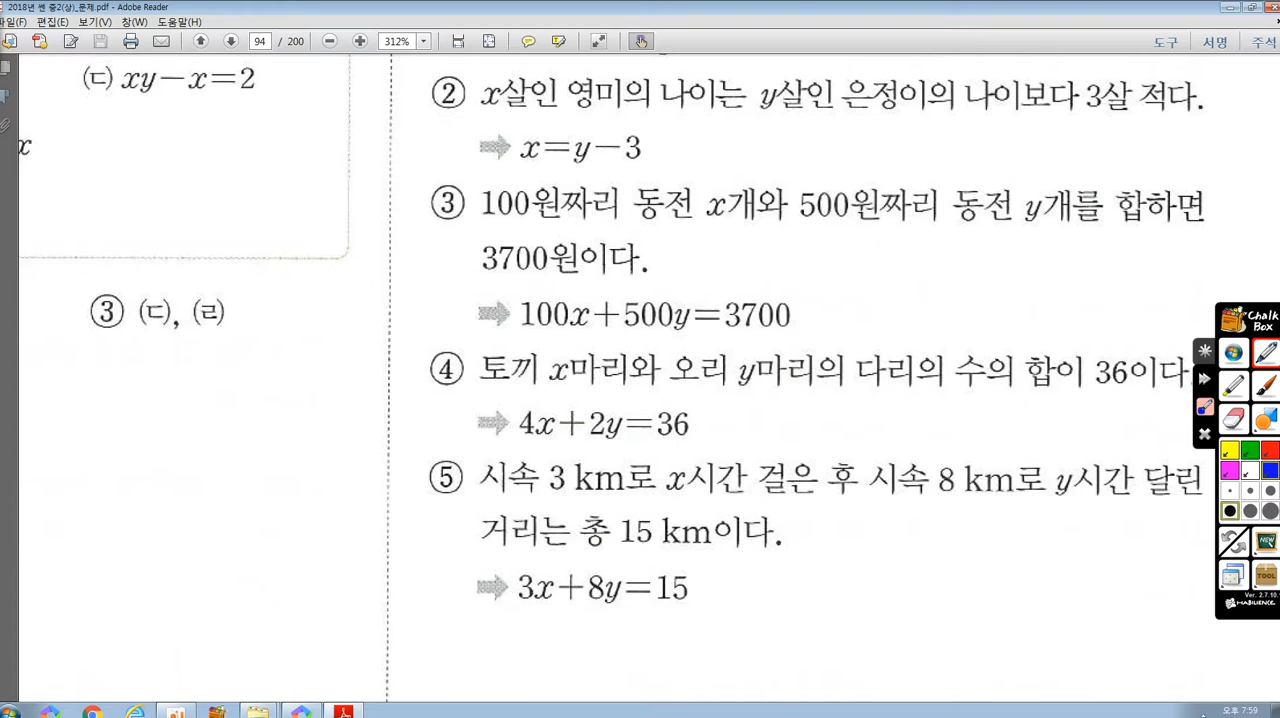 2018년 쎈 중2(상)_문제.pdf - Adobe Reader
파일(F) 편집(E) 보기(V) 창(W) 도움말(H)
94 / 200 312% 도구 서명 주석
(ㄷ) xy－x＝2
x
③ (ㄷ), (ㄹ)
② x살인 영미의 나이는 y살인 은정이의 나이보다 3살 적다.
⇨ x＝y－3
③ 100원짜리 동전 x개와 500원짜리 동전 y개를 합하면
3700원이다.
⇨ 100x＋500y＝3700
④ 토끼 x마리와 오리 y마리의 다리의 수의 합이 36이다.
⇨ 4x＋2y＝36
⑤ 시속 3 km로 x시간 걸은 후 시속 8 km로 y시간 달린
거리는 총 15 km이다.
⇨ 3x＋8y＝15
Chalk
Box
NEW
TOOL
Ver. 2.7.10.
MABILIENCE
오후 7:59